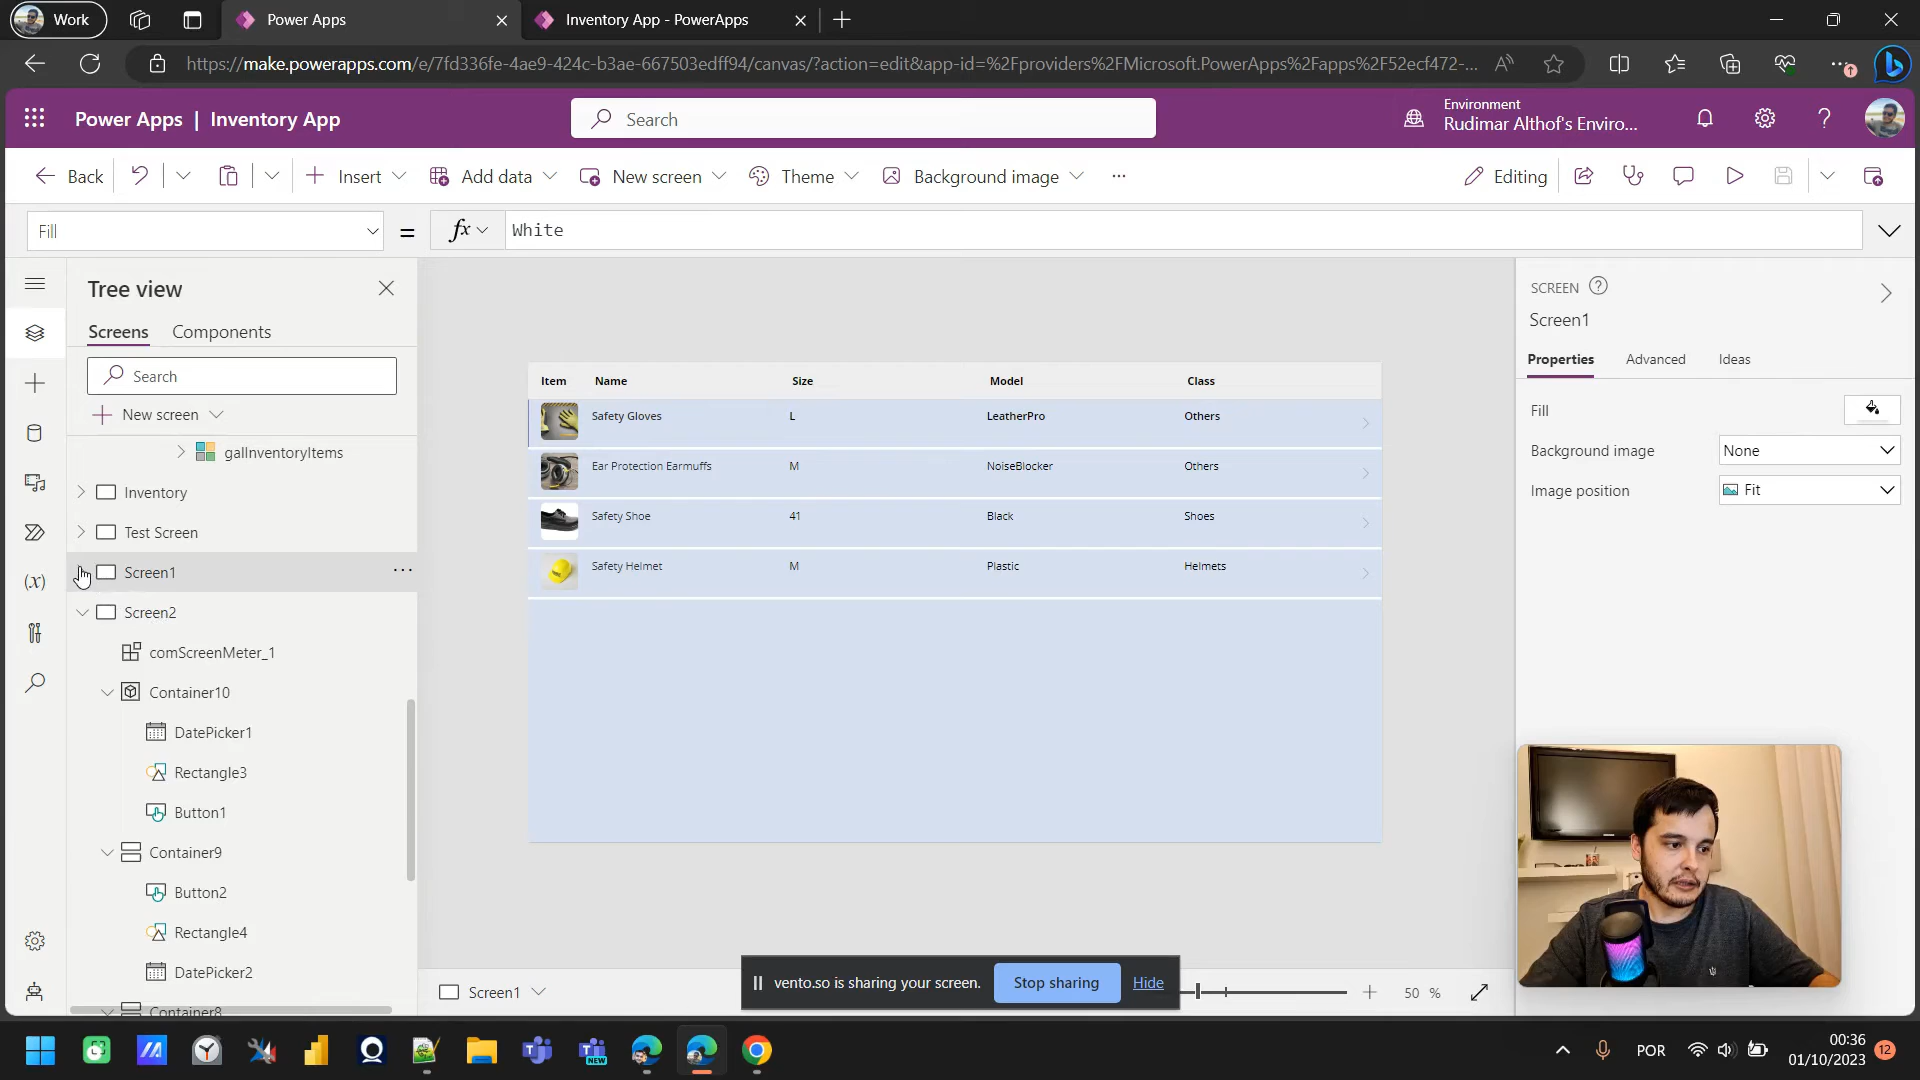 Work
Power Apps
Inventory App - PowerApps
https://make.powerapps.com/e/7fd336fe-4ae9-424c-b3ae-667503edff94/canvas/?action=edit&app-id=%2Fproviders%2FMicrosoft.PowerApps%2Fapps%2F52ecf472-...
Power Apps | Inventory App
Search
Environment
Rudimar Althof's Enviro...
Back
Insert
Add data
New screen
Theme
Background image
Editing
Fill
=
fx
White
Tree view
Screens
Components
Search
New screen
galInventoryItems
Inventory
Test Screen
Screen1
Screen2
comScreenMeter_1
Container10
DatePicker1
Rectangle3
Button1
Container9
Button2
Rectangle4
DatePicker2
Container8
Item Name Size Model Class
Safety Gloves L LeatherPro Others
Ear Protection Earmuffs M NoiseBlocker Others
Safety Shoe 41 Black Shoes
Safety Helmet M Plastic Helmets
SCREEN
Screen1
Properties
Advanced
Ideas
Fill
Background image
None
Image position
Fit
Screen1
vento.so is sharing your screen.
Stop sharing
Hide
50 %
NEW
POR
00:36
01/10/2023
12